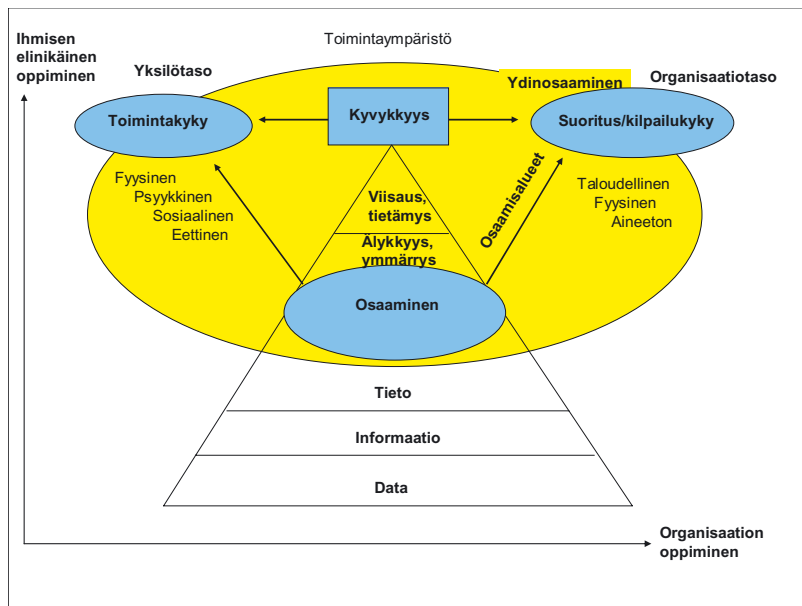 Ihmisen
elinikäinen
oppiminen
Toimintaympäristö
Yksilötaso
Ydinosaaminen
Organisaatiotaso
Toimintakyky
Kyvykkyys
Suoritus/kilpailukyky
Fyysinen
Psyykkinen
Sosiaalinen
Eettinen
Viisaus,
tietämys
Älykkyys,
ymmärrys
Osaamisalueet
Taloudellinen
Fyysinen
Aineeton
Osaaminen
Tieto
Informaatio
Data
Organisaation
oppiminen